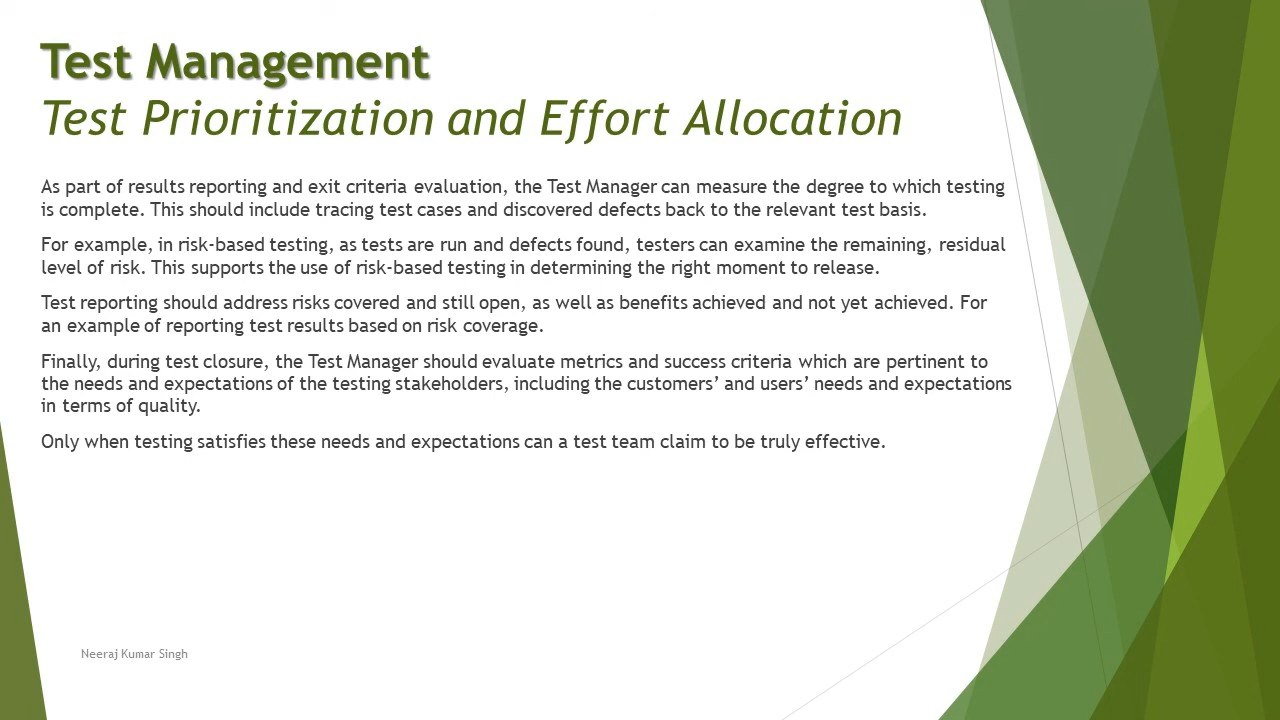 Test Management
Test Prioritization and Effort Allocation
As part of results reporting and exit criteria evaluation, the Test Manager can measure the degree to which testing
is complete. This should include tracing test cases and discovered defects back to the relevant test basis.
For example, in risk-based testing, as tests are run and defects found, testers can examine the remaining, residual
level of risk. This supports the use of risk-based testing in determining the right moment to release.
Test reporting should address risks covered and still open, as well as benefits achieved and not yet achieved. For
an example of reporting test results based on risk coverage.
Finally, during test closure, the Test Manager should evaluate metrics and success criteria which are pertinent to
the needs and expectations of the testing stakeholders, including the customers’ and users’ needs and expectations
in terms of quality.
Only when testing satisfies these needs and expectations can a test team claim to be truly effective.
Neeraj Kumar Singh